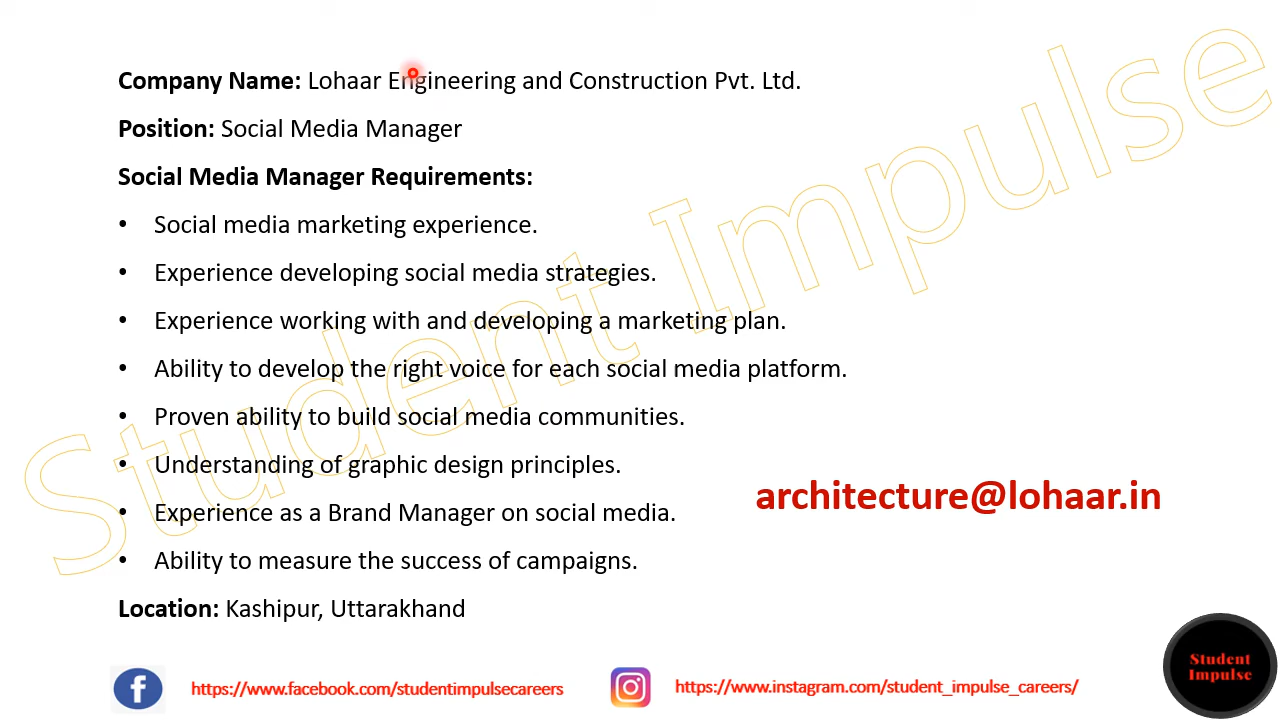 Company Name: Lohaar Engineering and Construction Pvt. Ltd.
Position: Social Media Manager
Social Media Manager Requirements:
• Social media marketing experience.
• Experience developing social media strategies.
• Experience working with and developing a marketing plan.
• Ability to develop the right voice for each social media platform.
• Proven ability to build social media communities.
• Understanding of graphic design principles.
• Experience as a Brand Manager on social media.
• Ability to measure the success of campaigns.
Location: Kashipur, Uttarakhand
architecture@lohaar.in
Student Impulse
https://www.facebook.com/studentimpulsecareers
https://www.instagram.com/student_impulse_careers/
Student
Impulse